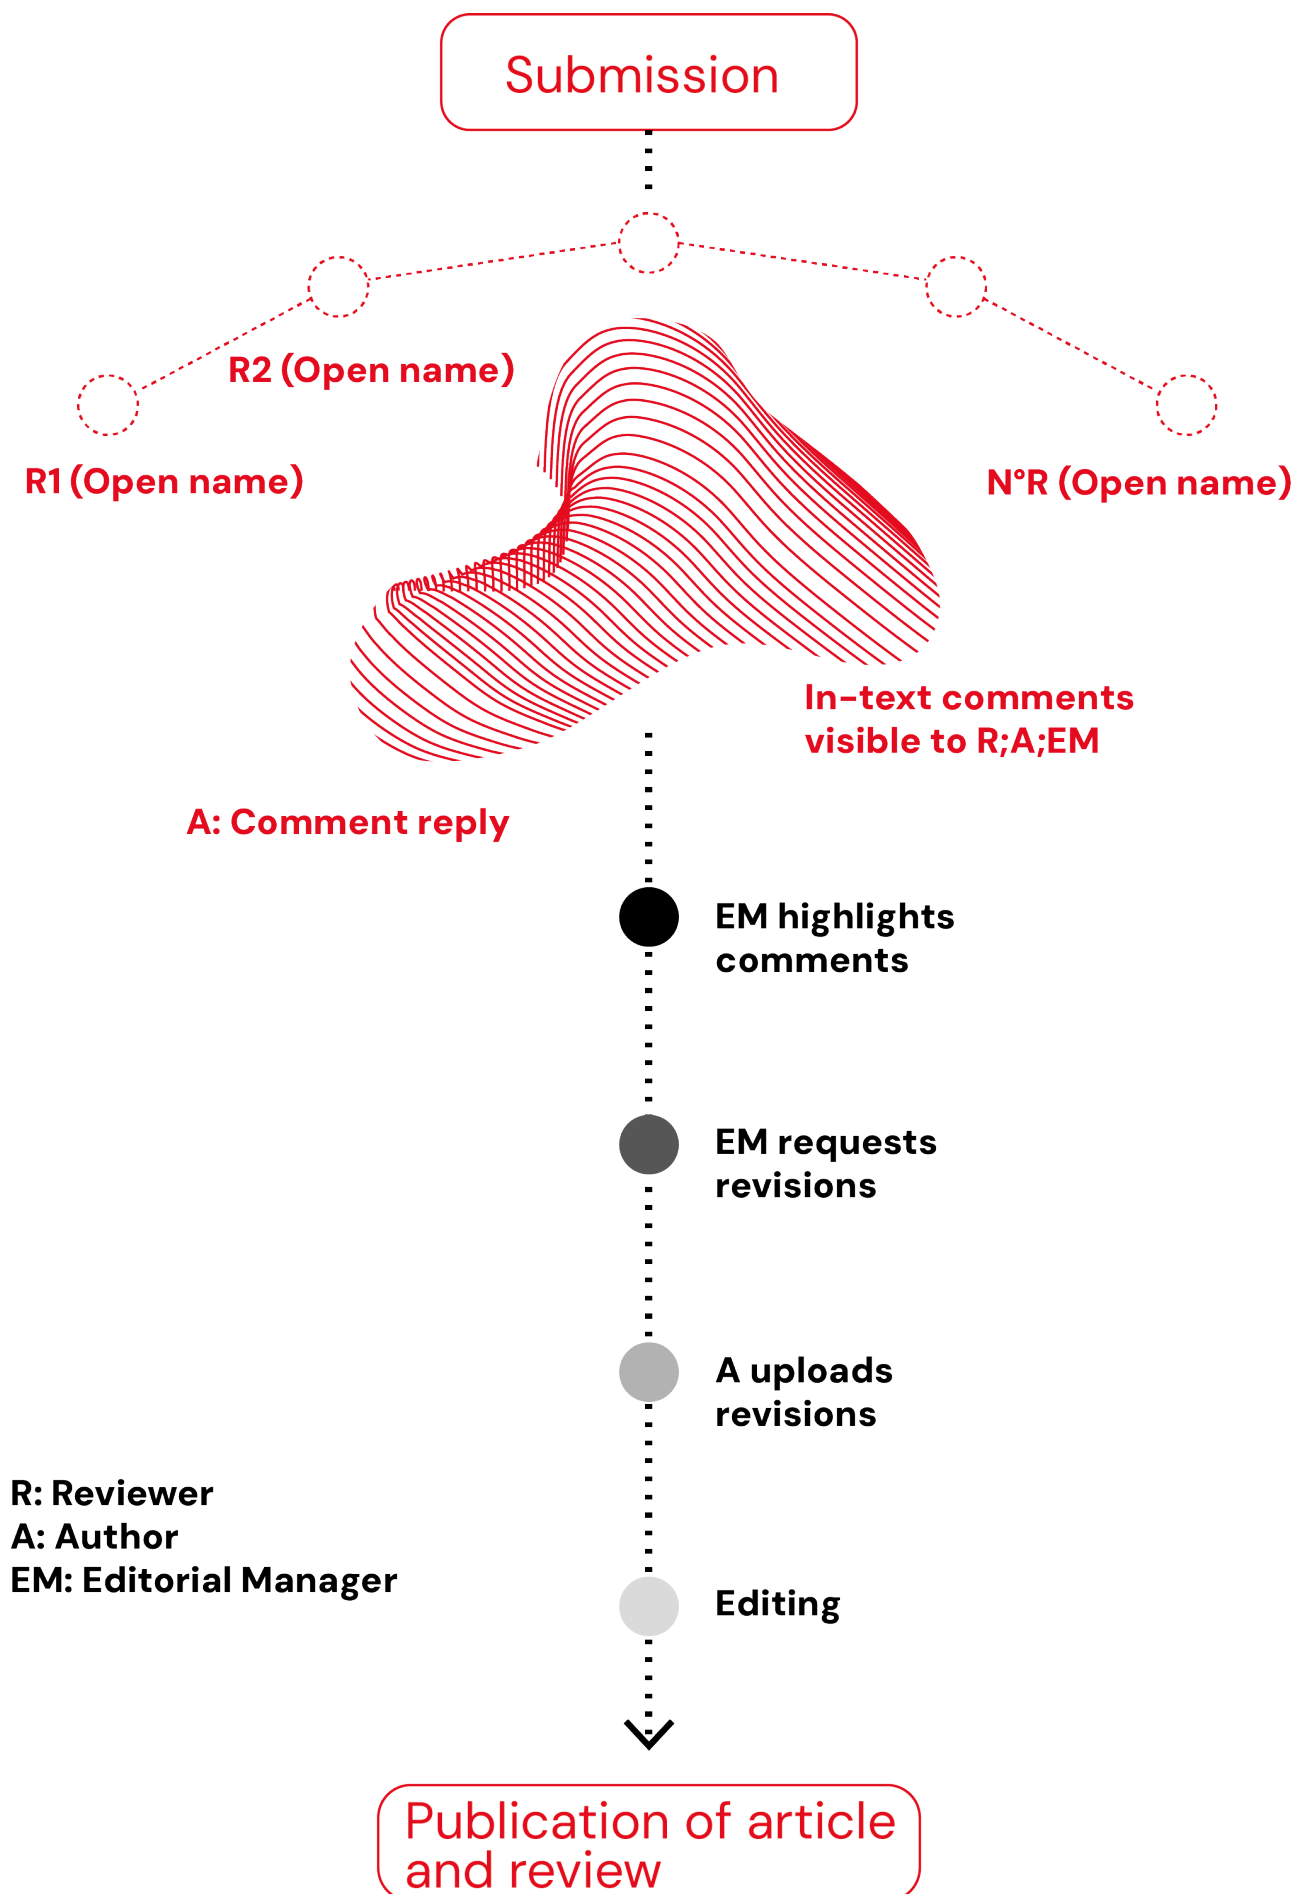 Submission
R2 (Open name)
R1 (Open name)
N°R (Open name)
In-text comments
visible to R;A;EM
A: Comment reply
EM highlights
comments
EM requests
revisions
A uploads
revisions
R: Reviewer
A: Author
EM: Editorial Manager
Editing
Publication of article
and review